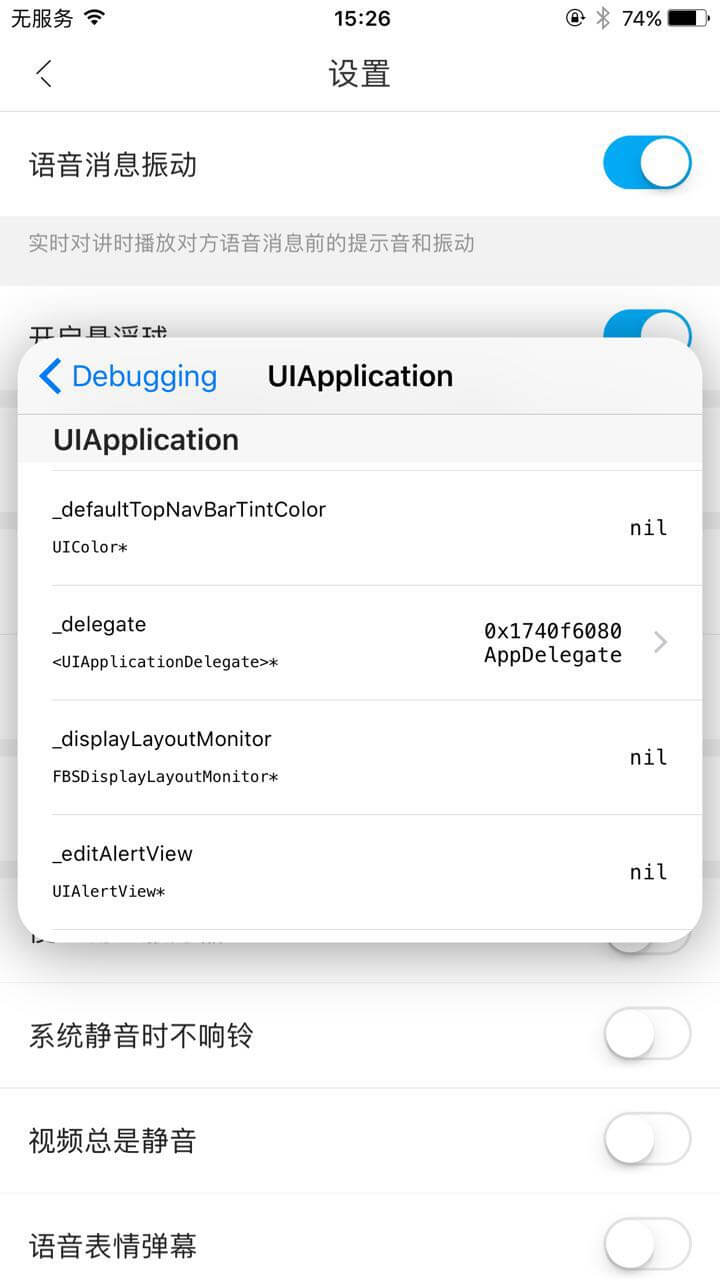 无服务
15:26
74%
设置
语音消息振动
实时对讲时播放对方语音消息前的提示音和振动
开启悬浮球
Debugging
UIApplication
UIApplication
_defaultTopNavBarTintColor
UIColor*
nil
_delegate
<UIApplicationDelegate>*
0x1740f6080
AppDelegate
_displayLayoutMonitor
FBSDisplayLayoutMonitor*
nil
_editAlertView
UIAlertView*
nil
系统静音时不响铃
视频总是静音
语音表情弹幕